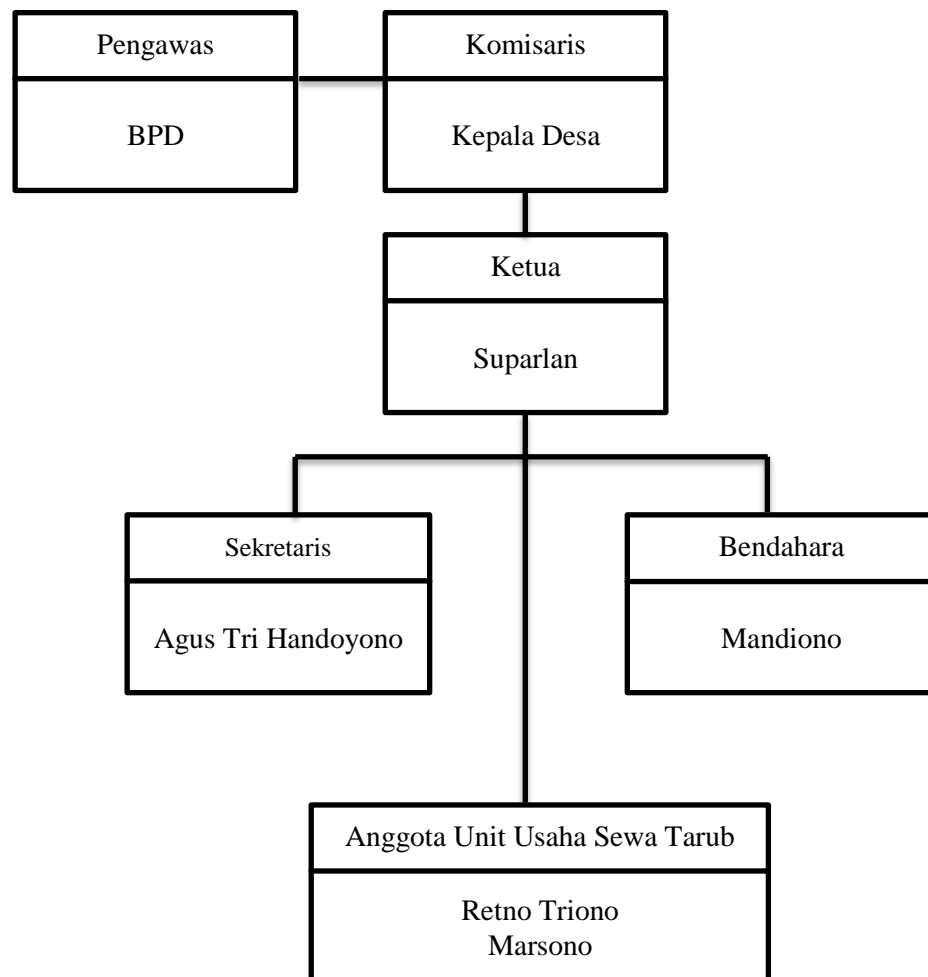 Pengawas
BPD
Komisaris
Kepala Desa
Ketua
Suparlan
Sekretaris
Agus Tri Handoyono
Bendahara
Mandiono
Anggota Unit Usaha Sewa Tarub
Retno Triono
Marsono